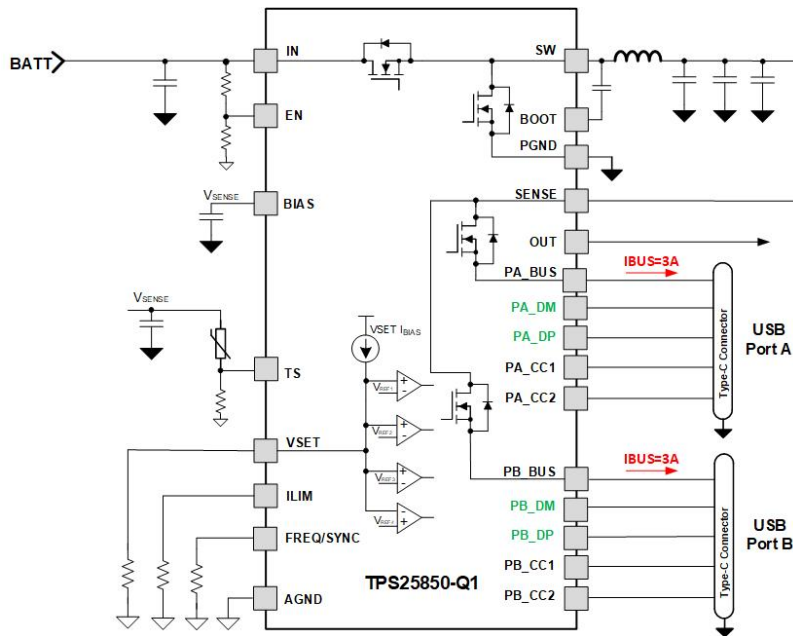 BATT
IN
EN
BIAS
VSENSE
VSENSE
TS
VSET
ILIM
FREQ/SYNC
AGND
VSET IBIAS
VREF1
VREF2
VREF3
VREF4
TPS25850-Q1
SW
BOOT
PGND
SENSE
OUT
PA_BUS
PA_DM
PA_DP
PA_CC1
PA_CC2
PB_BUS
PB_DM
PB_DP
PB_CC1
PB_CC2
IBUS=3A
Type-C Connector
USB
Port A
IBUS=3A
Type-C Connector
USB
Port B